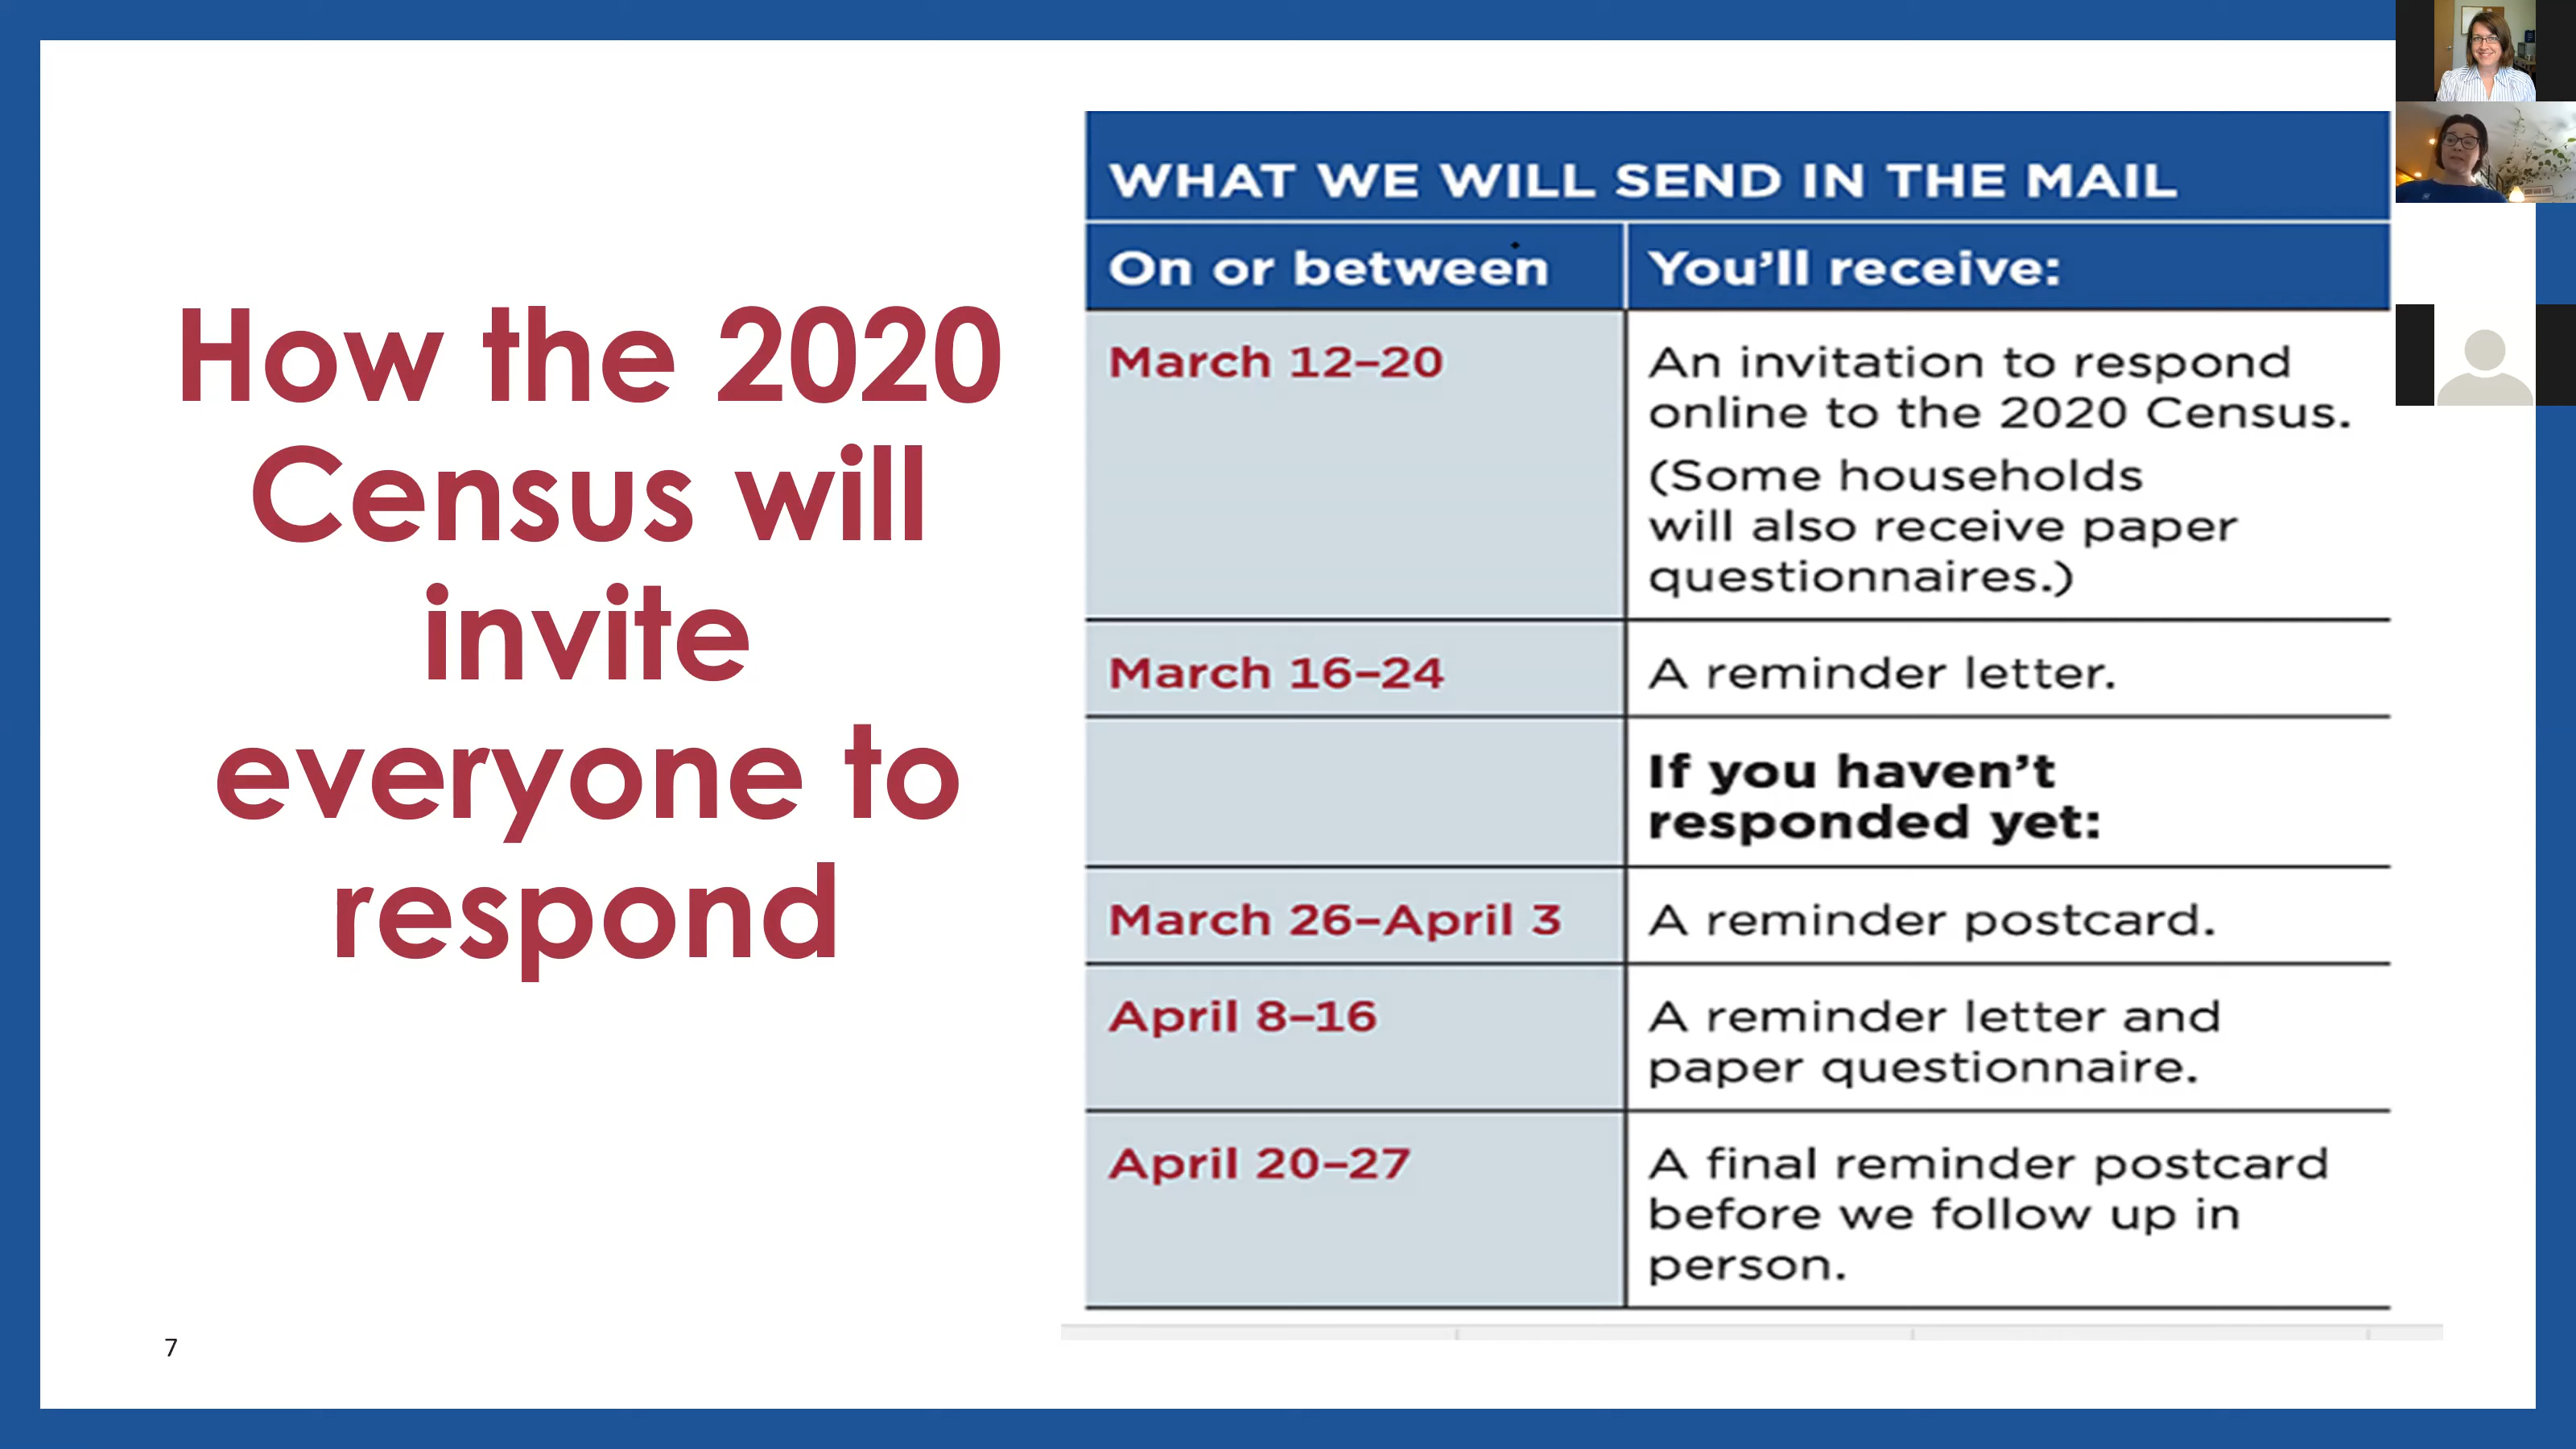 How the 2020
Census will
invite
everyone to
respond
WHAT WE WILL SEND IN THE MAIL
On or between
You'll receive:
March 12–20
An invitation to respond
online to the 2020 Census.
(Some households
will also receive paper
questionnaires.)
March 16–24
A reminder letter.
If you haven't
responded yet:
March 26–April 3
A reminder postcard.
April 8–16
A reminder letter and
paper questionnaire.
April 20–27
A final reminder postcard
before we follow up in
person.
7